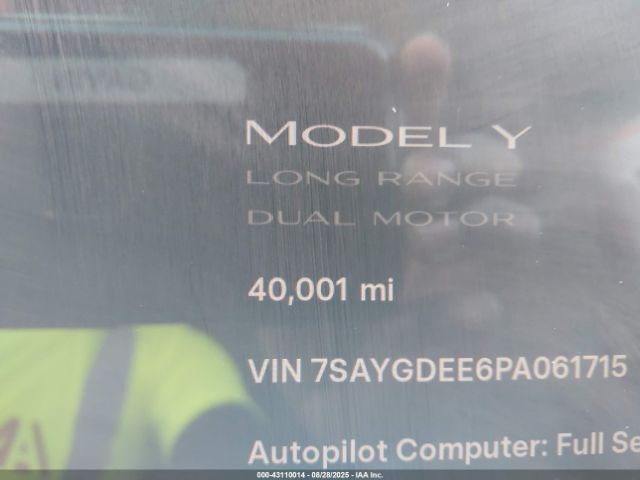 MODEL Y
LONG RANGE
DUAL MOTOR
40,001 mi
VIN 7SAYGDEE6PA061715
Autopilot Computer: Full Se
000-43110014 - 08/28/2025 - IAA Inc.